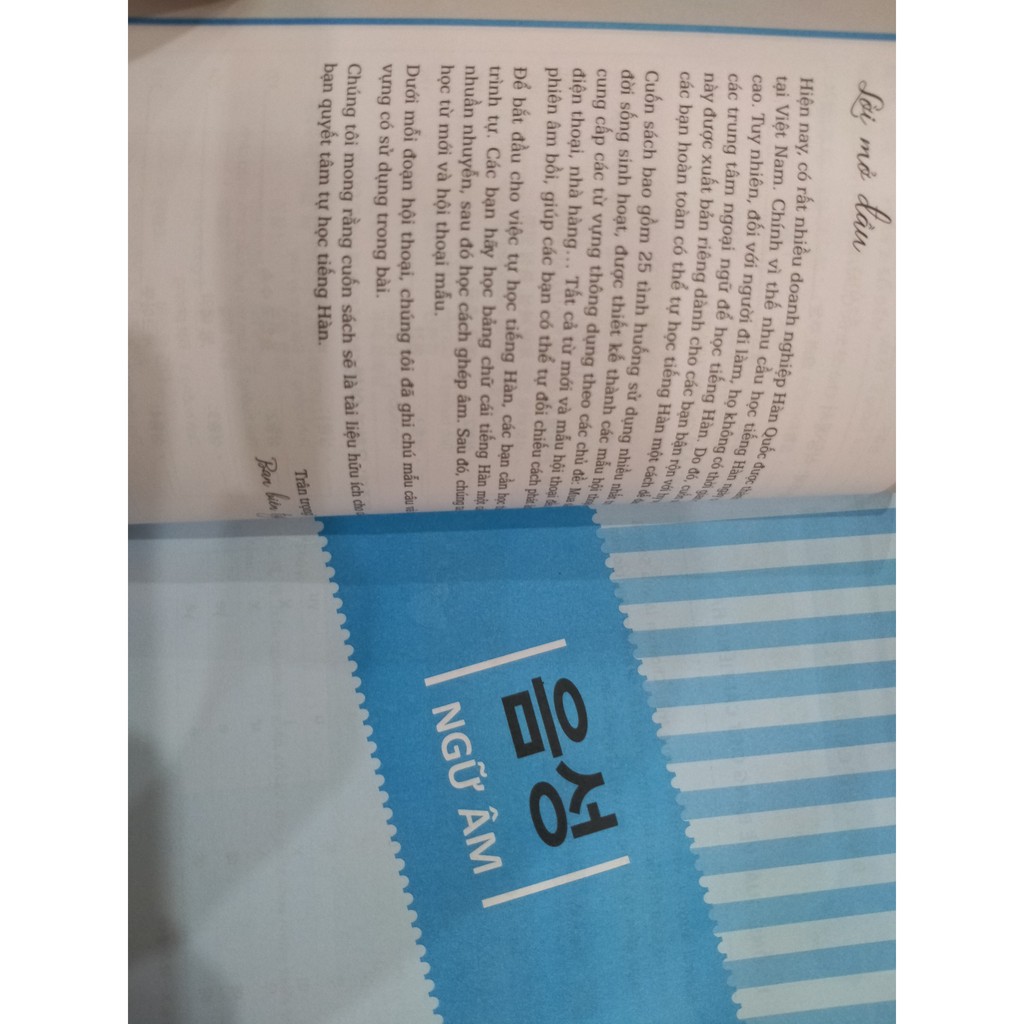 Lời mở đầu
Hiện nay, có rất nhiều doanh nghiệp Hàn Quốc được
tại Việt Nam. Chính vì thế nhu cầu học tiếng Hàn
cao. Tuy nhiên, đối với người đi làm, họ không có thời
các trung tâm ngoại ngữ để học tiếng Hàn. Do đó,
này được xuất bản riêng dành cho các bạn bận rộn với
các bạn hoàn toàn có thể tự học tiếng Hàn một cách
Cuốn sách bao gồm 25 tình huống sử dụng nhiều
đời sống sinh hoạt, được thiết kế thành các mẫu hội
cung cấp các từ vựng thông dụng theo các chủ đề:
điện thoại, nhà hàng... Tất cả từ mới và mẫu hội thoại
phiên âm bồi, giúp các bạn có thể tự đối chiếu cách
Để bắt đầu cho việc tự học tiếng Hàn, các bạn cần
trình tự. Các bạn hãy học bảng chữ cái tiếng Hàn một
nhuần nhuyễn, sau đó học cách ghép âm. Sau đó,
học từ mới và hội thoại mẫu.
Dưới mỗi đoạn hội thoại, chúng tôi đã ghi chú mẫu câu
vựng có sử dụng trong bài.
Chúng tôi mong rằng cuốn sách sẽ là tài liệu hữu ích
bạn quyết tâm tự học tiếng Hàn.
Trân
Ban biên
음성
NGỮ ÂM